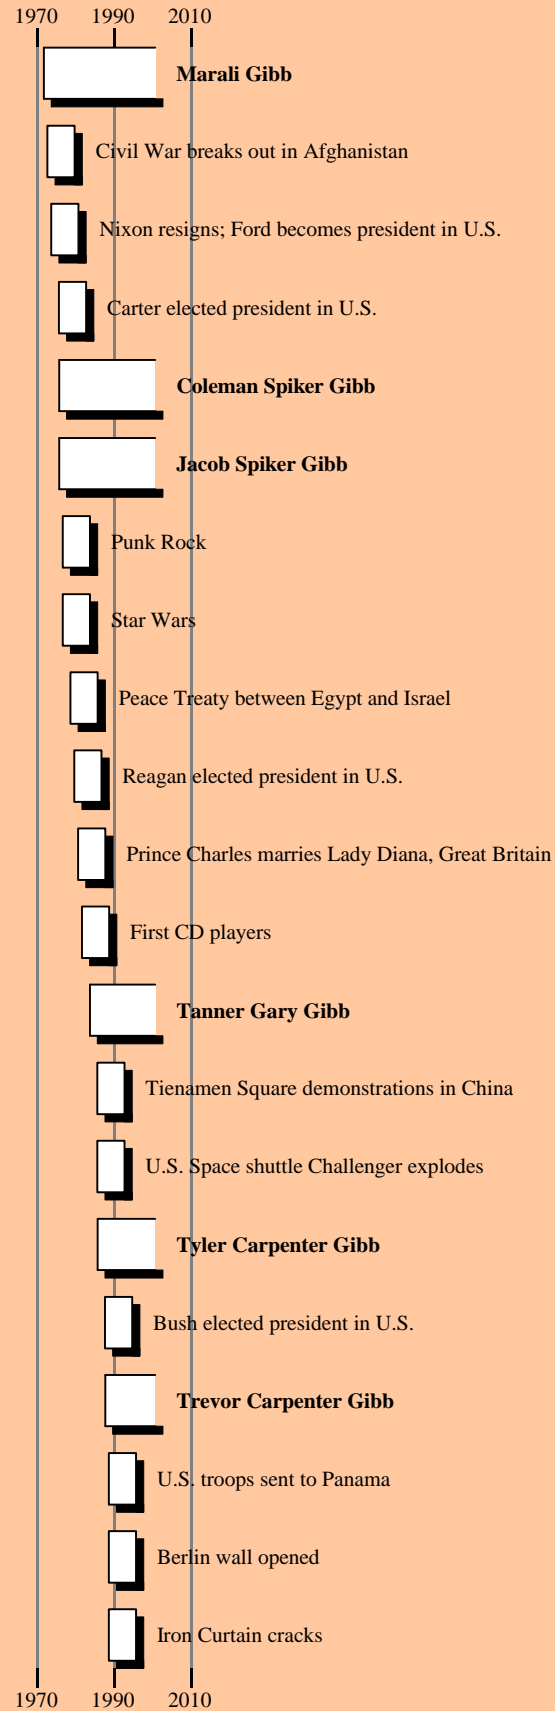 1970 1990 2010
Marali Gibb
Civil War breaks out in Afghanistan
Nixon resigns; Ford becomes president in U.S.
Carter elected president in U.S.
Coleman Spiker Gibb
Jacob Spiker Gibb
Punk Rock
Star Wars
Peace Treaty between Egypt and Israel
Reagan elected president in U.S.
Prince Charles marries Lady Diana, Great Britain
First CD players
Tanner Gary Gibb
Tienamen Square demonstrations in China
U.S. Space shuttle Challenger explodes
Tyler Carpenter Gibb
Bush elected president in U.S.
Trevor Carpenter Gibb
U.S. troops sent to Panama
Berlin wall opened
Iron Curtain cracks
1970 1990 2010